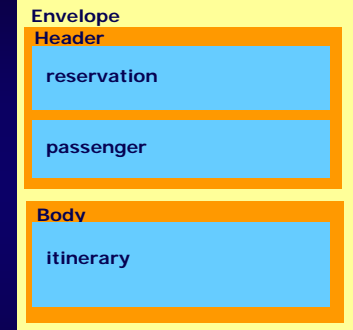 Envelope
Header
reservation
passenger
Body
itinerary